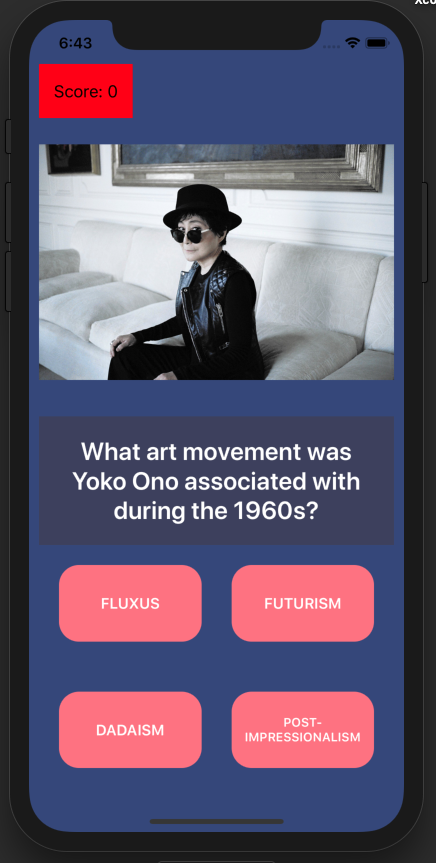 6:43
Score: 0
What art movement was
Yoko Ono associated with
during the 1960s?
FLUXUS
FUTURISM
DADAISM
POST-
IMPRESSIONALISM